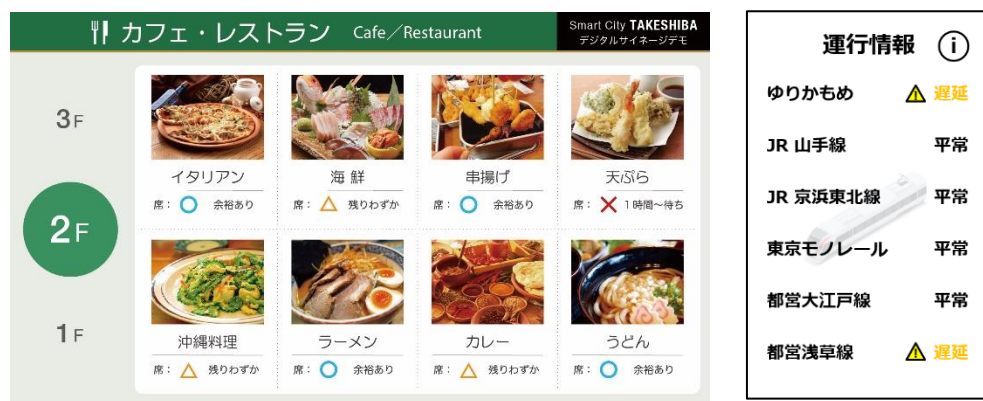 カフェ・レストラン Cafe/Restaurant
Smart City TAKESHIBA
デジタルサイネージデモ
3F
2F
1F
イタリアン
席： ○ 余裕あり
海 鮮
席： △ 残りわずか
串揚げ
席： ○ 余裕あり
天ぷら
席： ✕ 1時間～待ち
沖縄料理
席： △ 残りわずか
ラーメン
席： ○ 余裕あり
カレー
席： △ 残りわずか
うどん
席： ○ 余裕あり
運行情報 i
ゆりかもめ ⚠ 遅延
JR 山手線 平常
JR 京浜東北線 平常
東京モノレール 平常
都営大江戸線 平常
都営浅草線 ⚠ 遅延